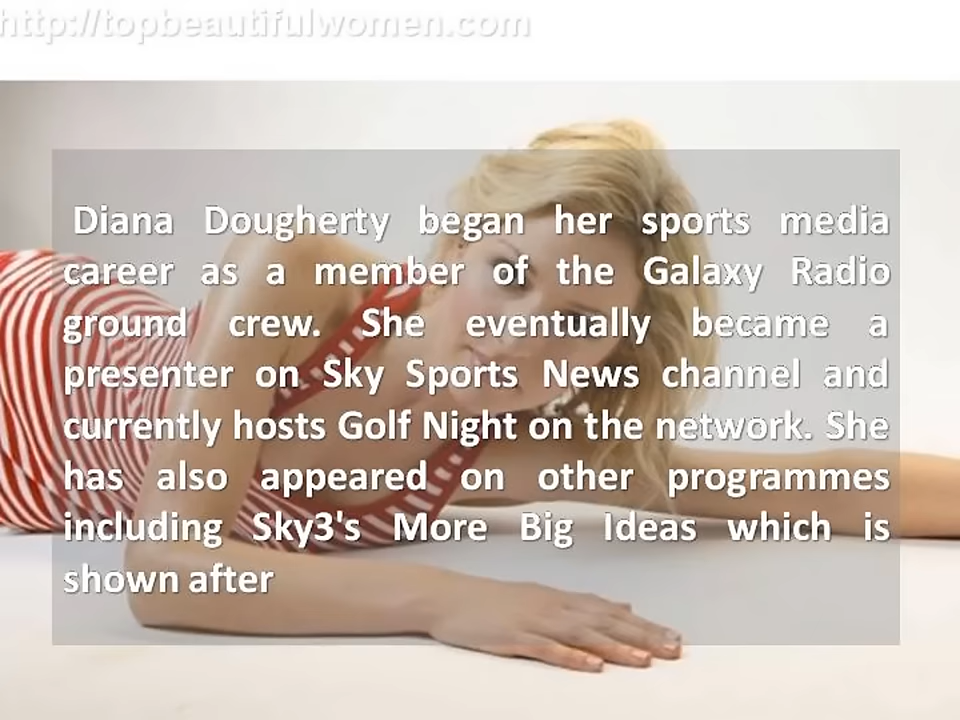 http://topbeautifulwomen.com
Diana Dougherty began her sports media
career as a member of the Galaxy Radio
ground crew. She eventually became a
presenter on Sky Sports News channel and
currently hosts Golf Night on the network. She
has also appeared on other programmes
including Sky3's More Big Ideas which is
shown after